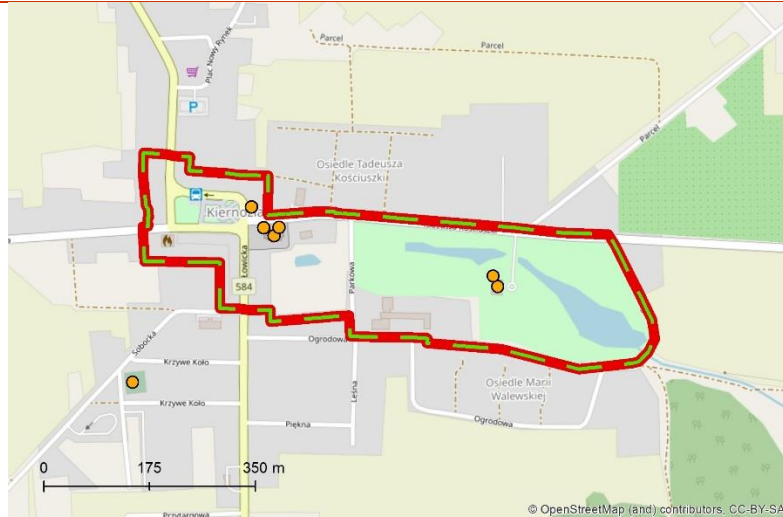 Plac Nowy Rynek
Parcel
Parcel
P
Parcel
Osiedle Tadeusza
Kościuszki
Kiernozia
Łowicka
584
Parkowa
Sobocka
Ogrodowa
Krzywe Koło
Leśna
Osiedle Marii
Walewskiej
Krzywe Koło
Ogrodowa
Piękna
0 175 350 m
Przytargowa
© OpenStreetMap (and) contributors, CC-BY-SA